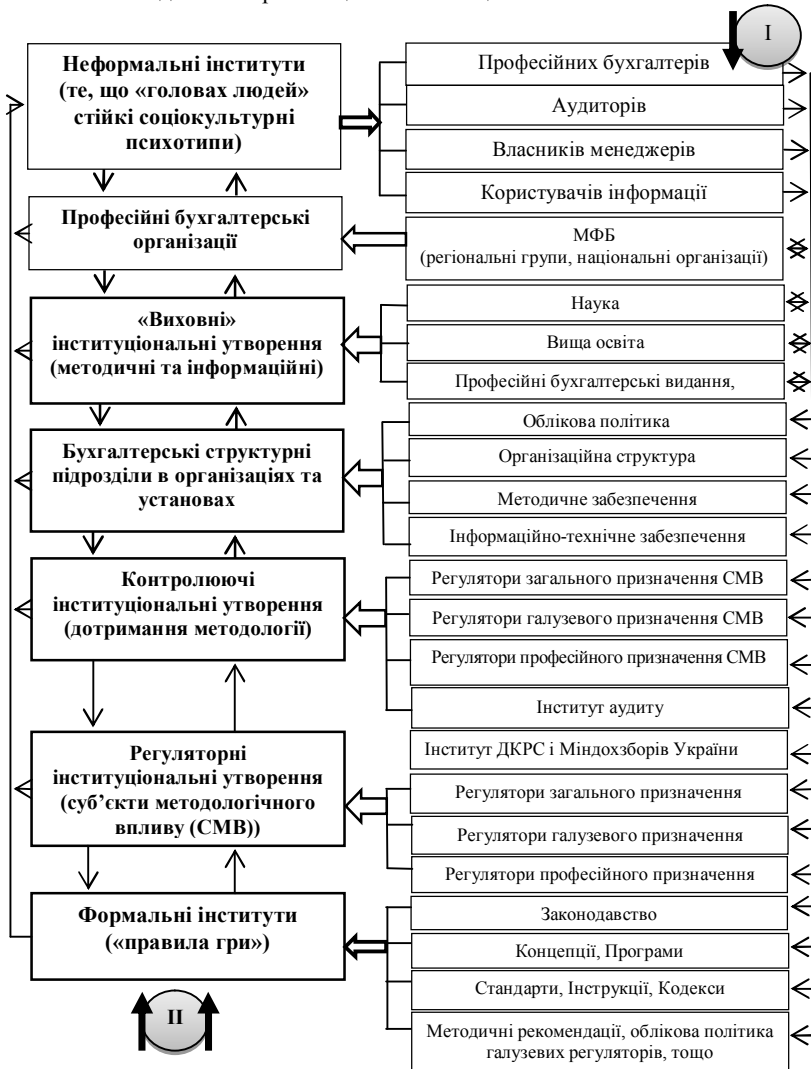 I
Неформальні інститути
(те, що «головах людей»
стійкі соціокультурні
психотипи)
Професійних бухгалтерів
Аудиторів
Власників менеджерів
Користувачів інформації
Професійні бухгалтерські
організації
МФБ
(регіональні групи, національні організації)
«Виховні»
інституціональні утворення
(методичні та інформаційні)
Наука
Вища освіта
Професійні бухгалтерські видання,
Бухгалтерські структурні
підрозділи в організаціях та
установах
Облікова політика
Організаційна структура
Методичне забезпечення
Інформаційно-технічне забезпечення
Контролюючі
інституціональні утворення
(дотримання методології)
Регулятори загального призначення СМВ
Регулятори галузевого призначення СМВ
Регулятори професійного призначення СМВ
Інститут аудиту
Інститут ДКРС і Міндохзборів України
Регуляторні
інституціональні утворення
(суб’єкти методологічного
впливу (СМВ))
Регулятори загального призначення
Регулятори галузевого призначення
Регулятори професійного призначення
Формальні інститути
(«правила гри»)
Законодавство
Концепції, Програми
Стандарти, Інструкції, Кодекси
Методичні рекомендації, облікова політика
галузевих регуляторів, тощо
II